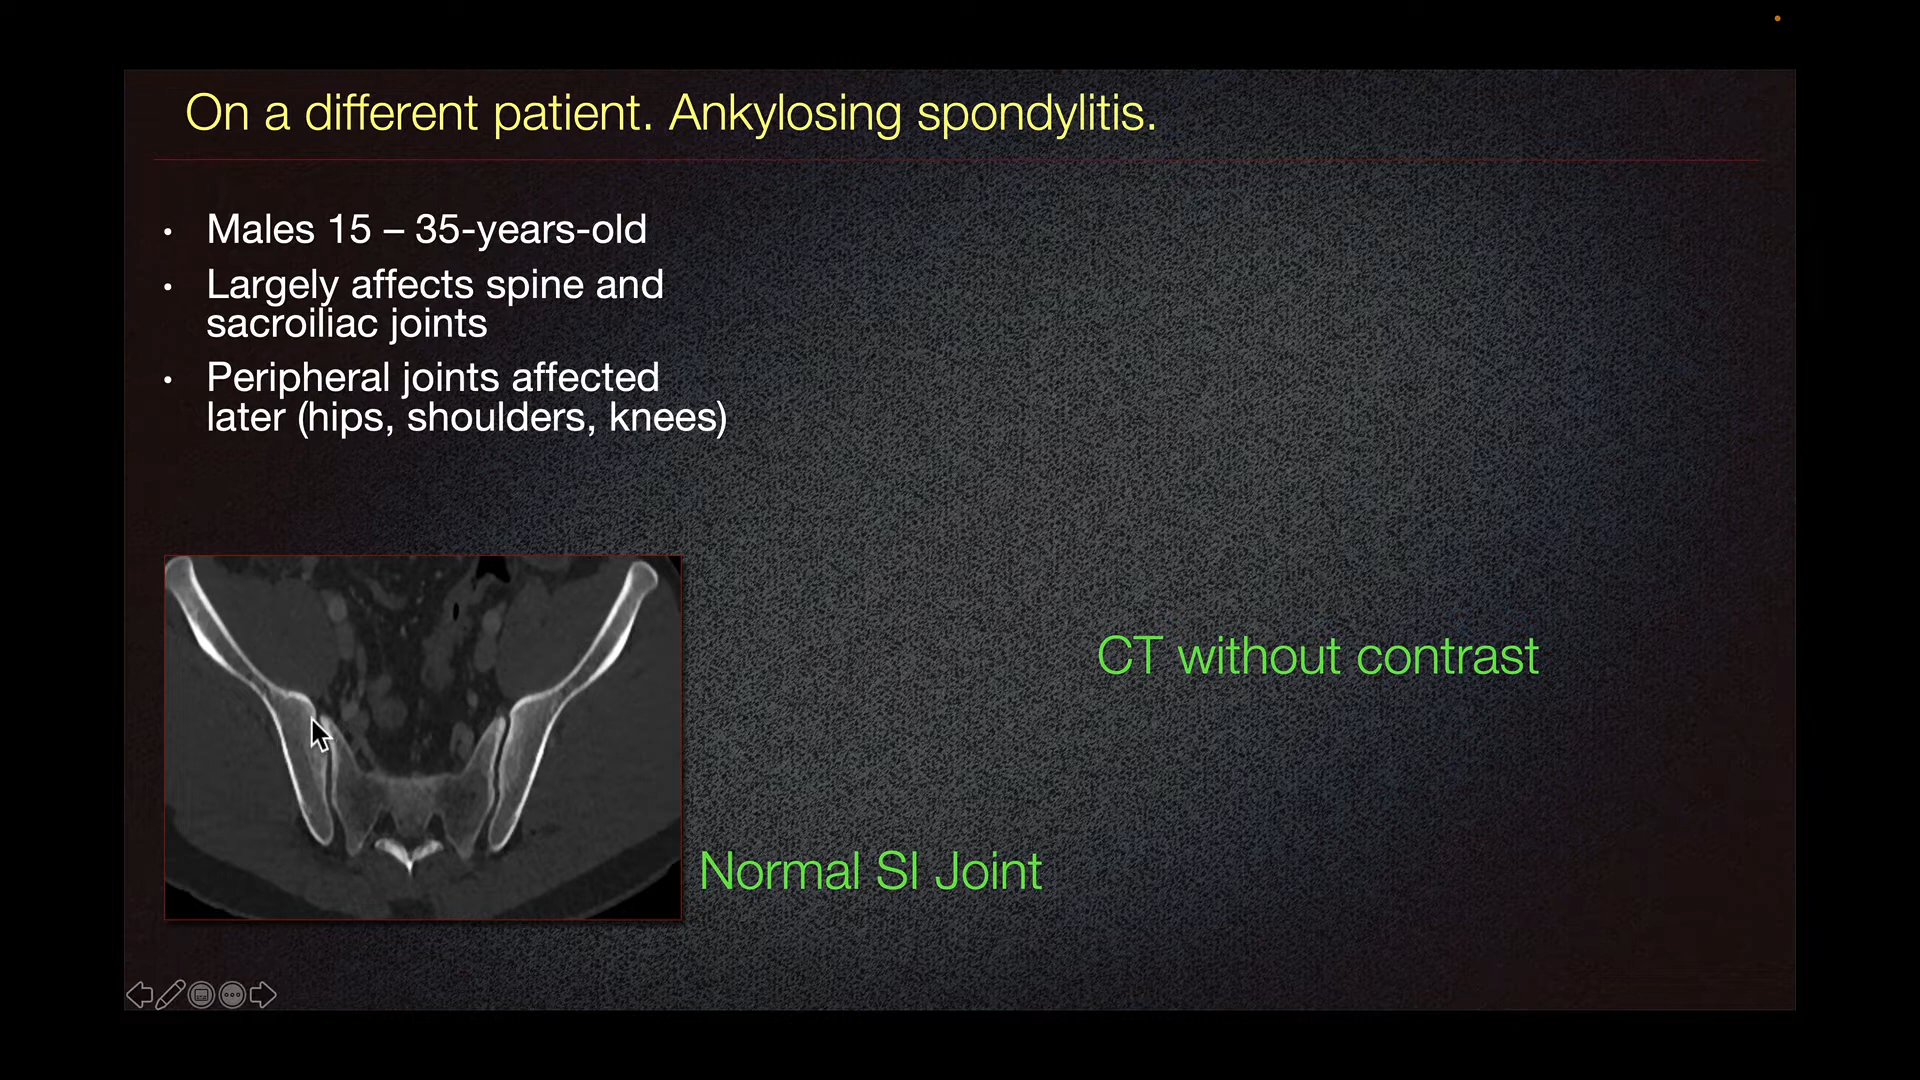 On a different patient. Ankylosing spondylitis.
• Males 15 – 35-years-old
• Largely affects spine and
sacroiliac joints
• Peripheral joints affected
later (hips, shoulders, knees)
CT without contrast
Normal SI Joint